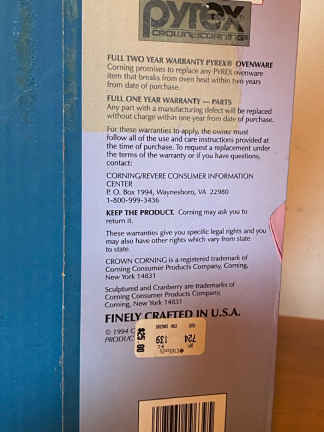 pyrex
CROWN CORNING
FULL TWO YEAR WARRANTY PYREX® OVENWARE
Corning promises to replace any PYREX ovenware
item that breaks from oven heat within two years
from date of purchase.
FULL ONE YEAR WARRANTY — PARTS
Any part with a manufacturing defect will be replaced
without charge within one year from date of purchase.
For these warranties to apply, the owner must
follow all of the use and care instructions provided at
the time of purchase. To request a replacement under
the terms of the warranty or if you have questions,
contact:
CORNING/REVERE CONSUMER INFORMATION
CENTER
P. O. Box 1994, Waynesboro, VA 22980
1-800-999-3436
KEEP THE PRODUCT. Corning may ask you to
return it.
These warranties give you specific legal rights and you
may also have other rights which vary from state
to state.
CROWN CORNING is a registered trademark of
Corning Consumer Products Company, Corning,
New York 14831
Sculptured and Cranberry are trademarks of
Corning Consumer Products Company,
Corning, New York 14831
FINELY CRAFTED IN U.S.A.
© 1994 C
PRODUC
724
139